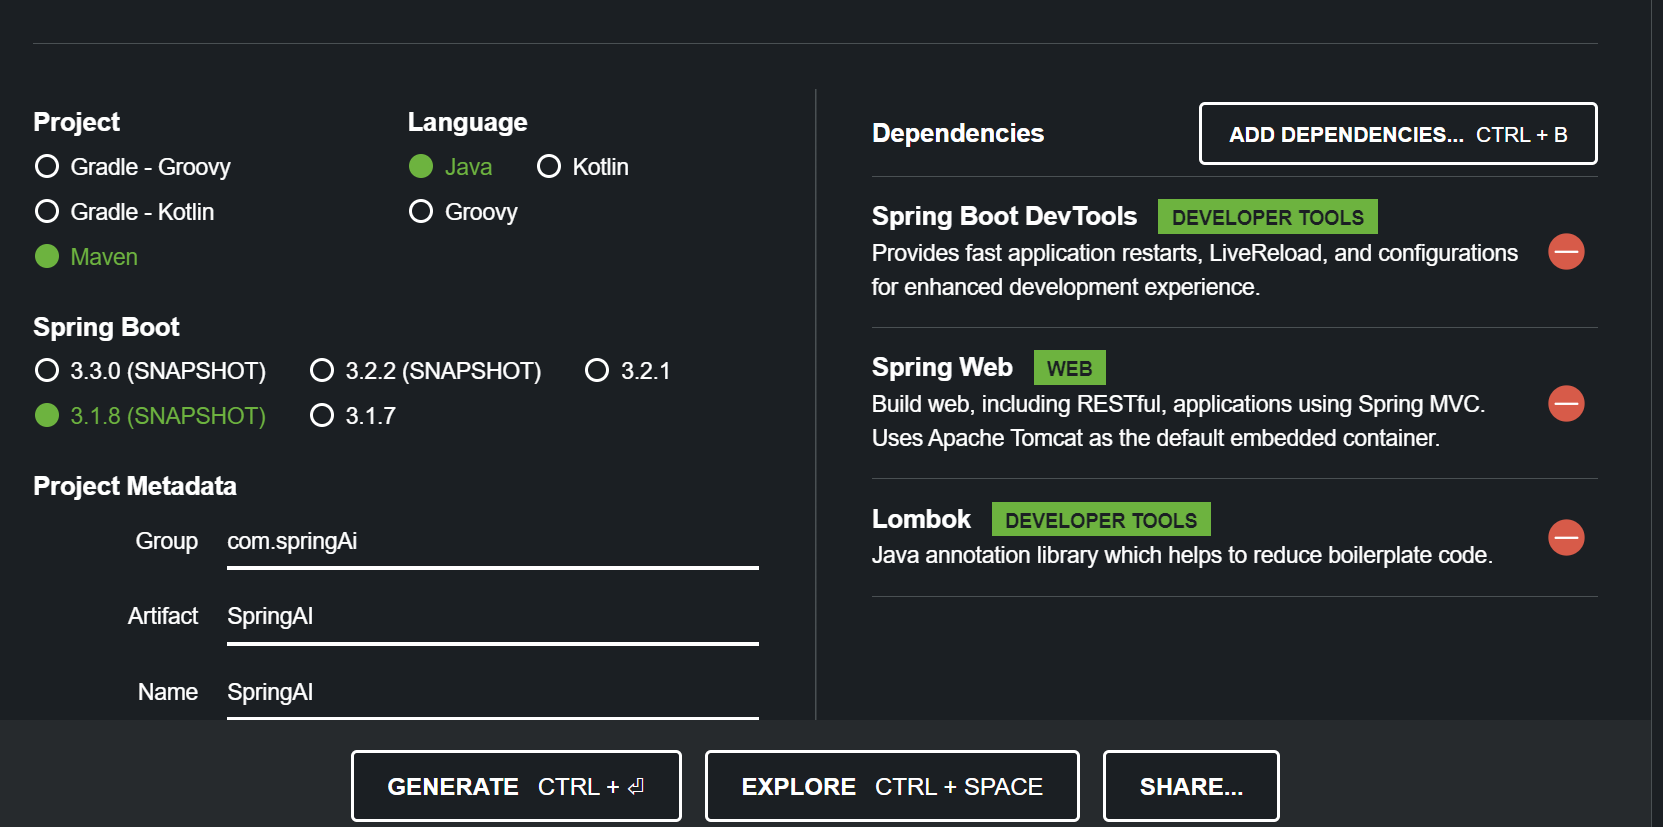 Project
Gradle - Groovy
Gradle - Kotlin
Maven
Language
Java
Kotlin
Groovy
Spring Boot
3.3.0 (SNAPSHOT)
3.2.2 (SNAPSHOT)
3.2.1
3.1.8 (SNAPSHOT)
3.1.7
Project Metadata
Group com.springAi
Artifact SpringAI
Name SpringAI
Dependencies
ADD DEPENDENCIES... CTRL + B
Spring Boot DevTools DEVELOPER TOOLS
Provides fast application restarts, LiveReload, and configurations
for enhanced development experience.
Spring Web WEB
Build web, including RESTful, applications using Spring MVC.
Uses Apache Tomcat as the default embedded container.
Lombok DEVELOPER TOOLS
Java annotation library which helps to reduce boilerplate code.
GENERATE CTRL + ⏎
EXPLORE CTRL + SPACE
SHARE...